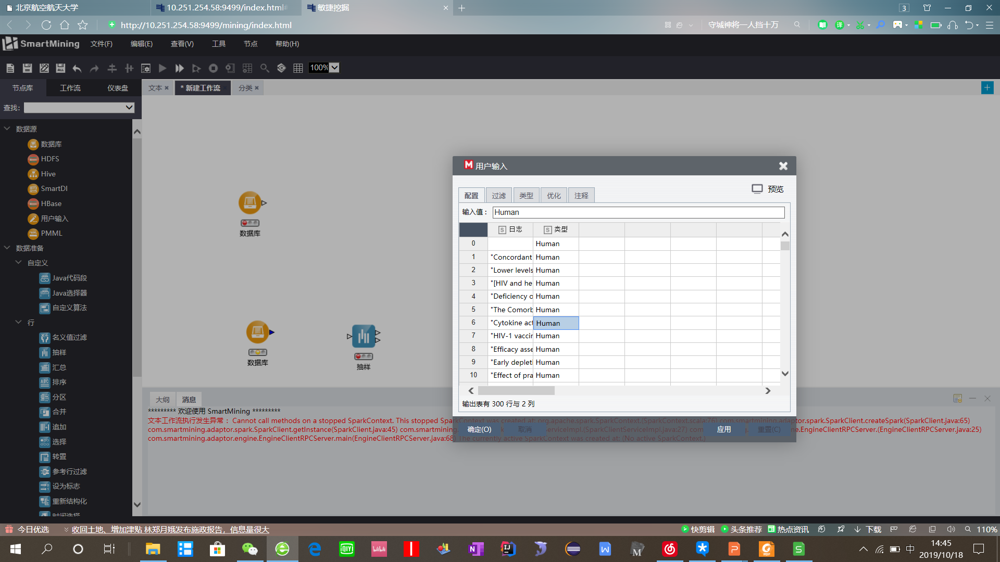 北京航空航天大学
10.251.254.58:9499/index.html#
敏捷挖掘
3
http://10.251.254.58:9499/mining/index.html
守城神将一人挡十万
SmartMining
文件(F) 编辑(E) 查看(V) 工具 节点 帮助(H)
100%
节点库 工作流 仪表盘
文本 * 新建工作流 分类
查找:
数据源
数据库
HDFS
Hive
SmartDI
HBase
用户输入
PMML
数据准备
自定义
Java代码段
Java选择器
自定义算法
行
名义值过滤
抽样
汇总
排序
分区
合并
追加
选择
转置
参考行过滤
设为标志
重新结构化
时间选择
数据库
数据库
抽样
用户输入
预览
配置 过滤 类型 优化 注释
输入值： Human
S 日志 S 类型
0 Human
1 "Concordant Human
2 "Lower levels Human
3 "[HIV and he Human
4 "Deficiency o Human
5 "The Comorb Human
6 "Cytokine act Human
7 "HIV-1 vaccin Human
8 "Efficacy asse Human
9 "Early depleti Human
10 "Effect of pra Human
输出表有 300 行与 2 列
确定(O) 取消 应用 重置(C)
大纲 消息
********* 欢迎使用 SmartMining *********
文本工作流执行发生异常： Cannot call methods on a stopped SparkContext. This stopped SparkContext was created at: org.apache.spark.SparkContext.(SparkContext.scala:76) com.smartmining.adaptor.spark.SparkClient.createSpark(SparkClient.java:65)
com.smartmining.adaptor.spark.SparkClient.getInstance(SparkClient.java:45) com.smartmining. serviceImpl.(SparkClientServiceImpl.java:27) com ne.EngineClientRPCServer.(EngineClientRPCServer.java:25)
com.smartmining.adaptor.engine.EngineClientRPCServer.main(EngineClientRPCServer.java:68) The currently active SparkContext was created at: (No active SparkContext.)
今日优选 收回土地、增加津贴 林郑月娥发布施政报告，信息量很大
快剪辑 头条推荐 热点资讯 下载 110%
中
14:45
2019/10/18